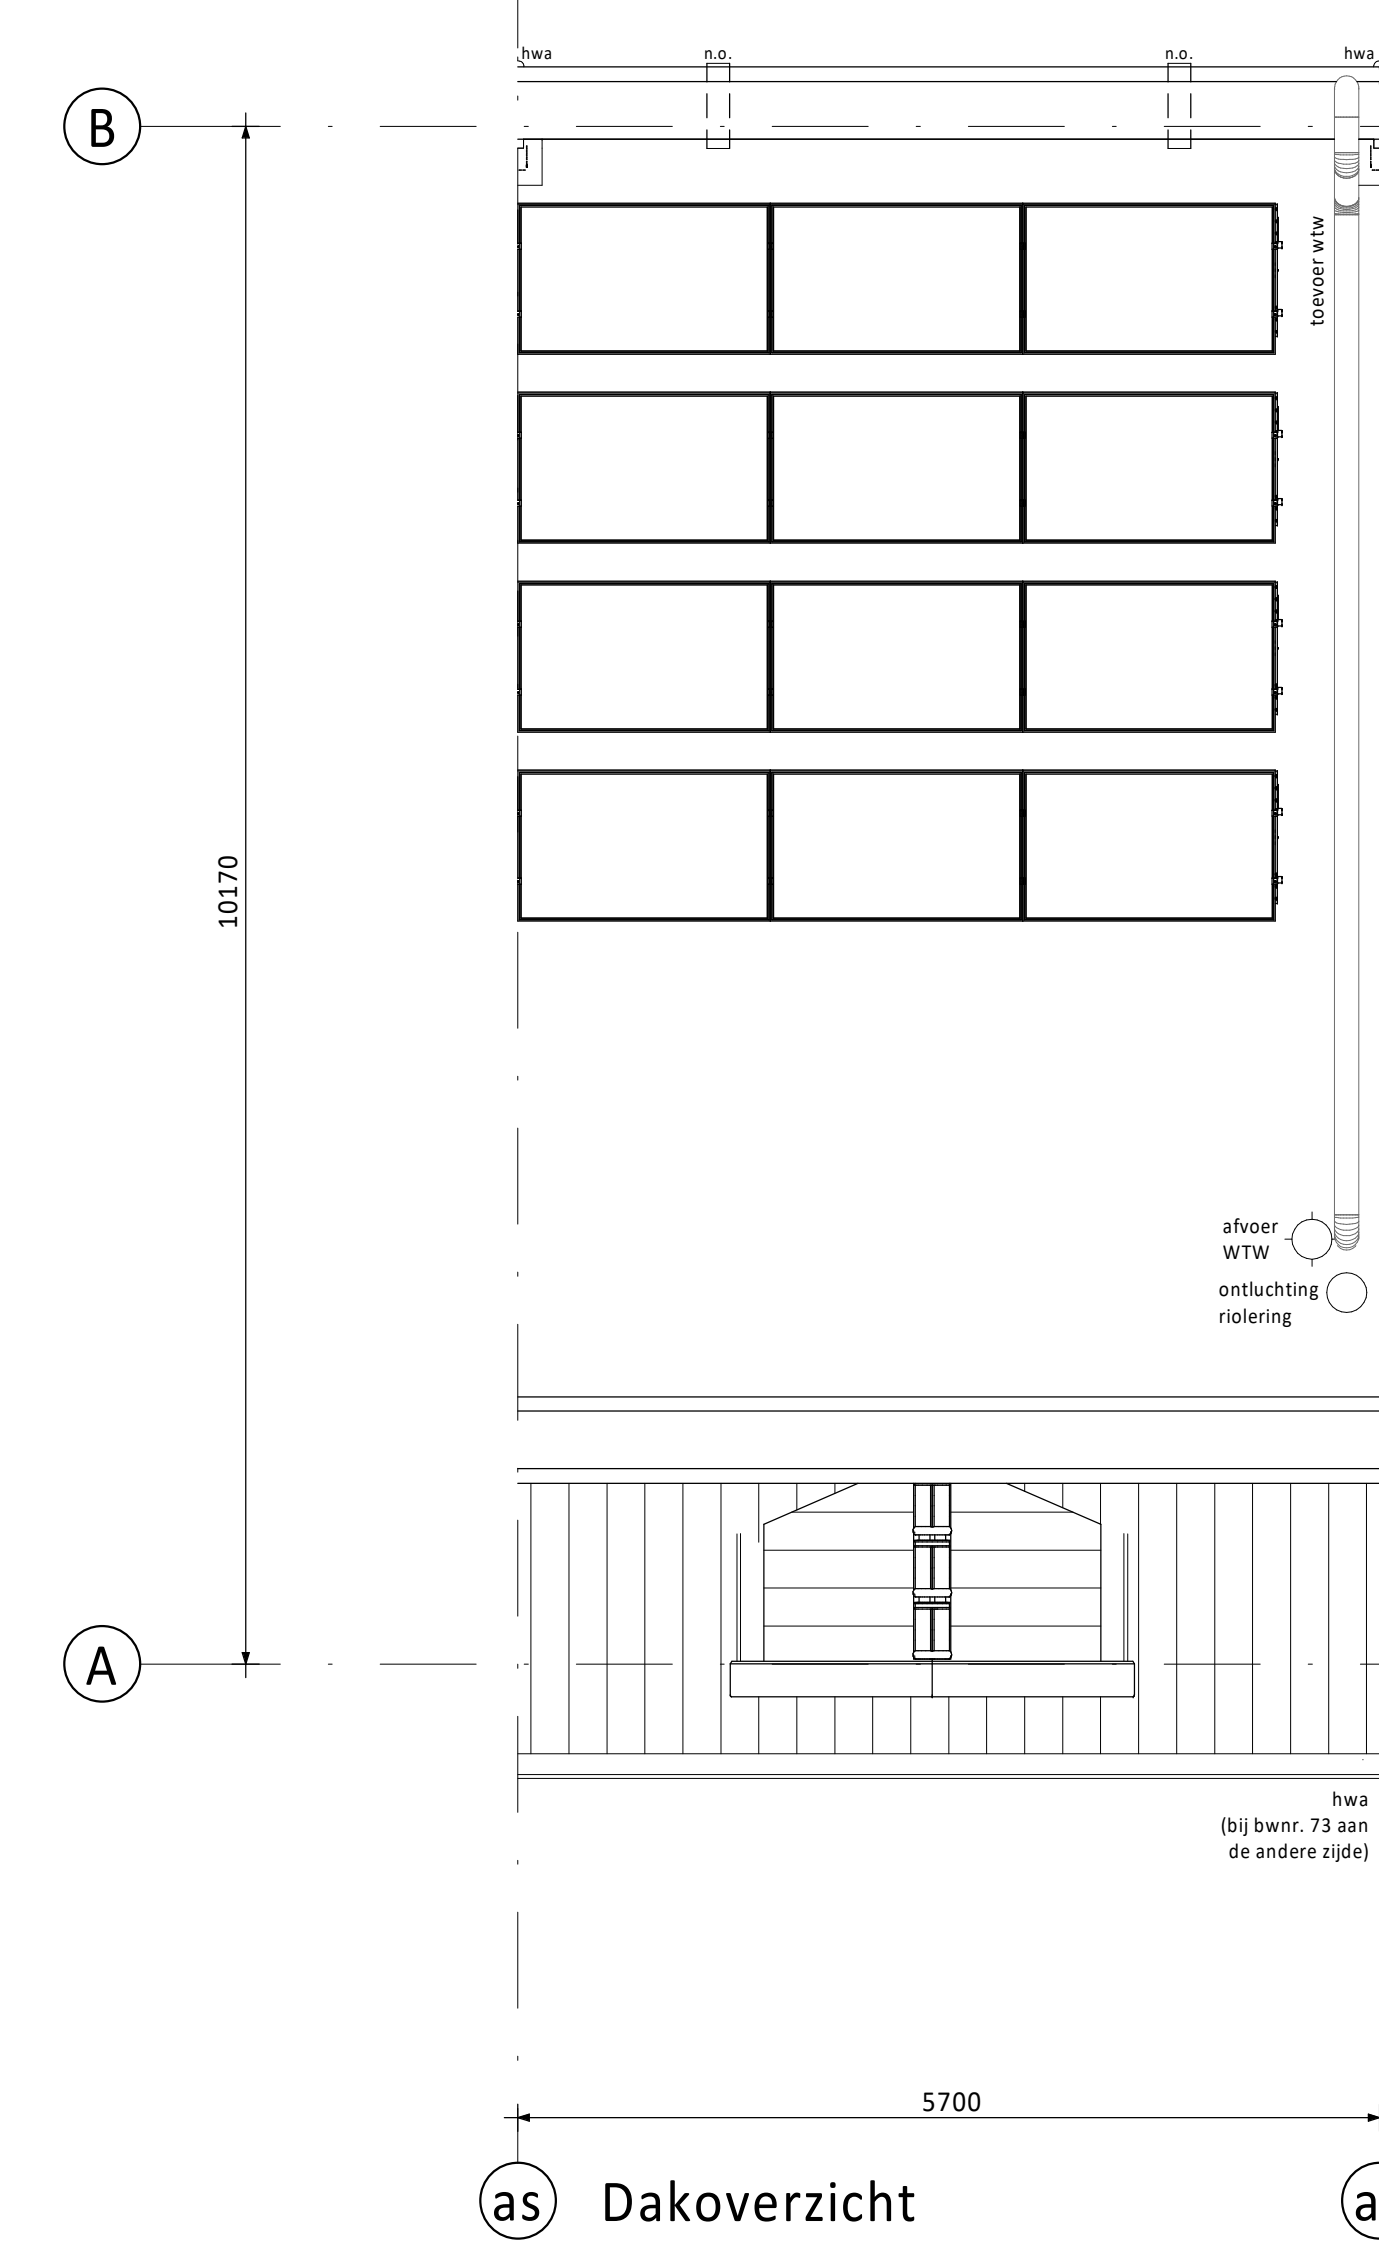 hwa
n.o.
n.o.
hwa
B
toevoer wtw
10170
afvoer
WTW
ontluchting
riolering
A
hwa
(bij bwnr. 73 aan
de andere zijde)
5700
as
Dakoverzicht
a